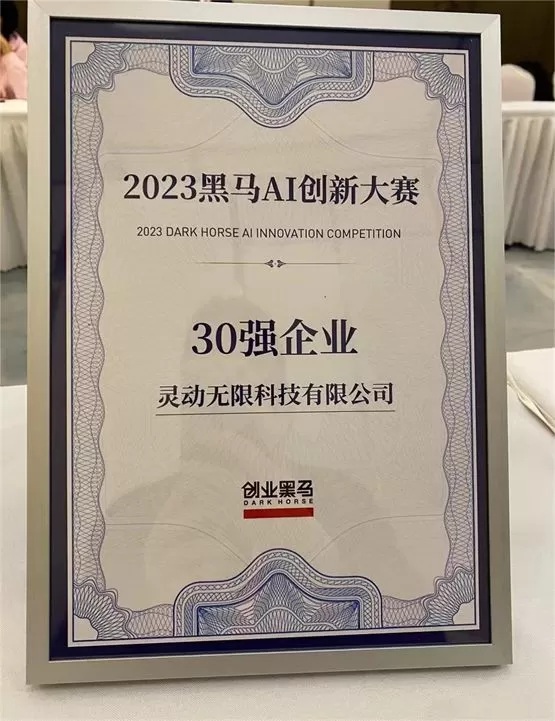 2023黑马AI创新大赛
2023 DARK HORSE AI INNOVATION COMPETITION
30强企业
灵动无限科技有限公司
创业黑马
DARK HORSE